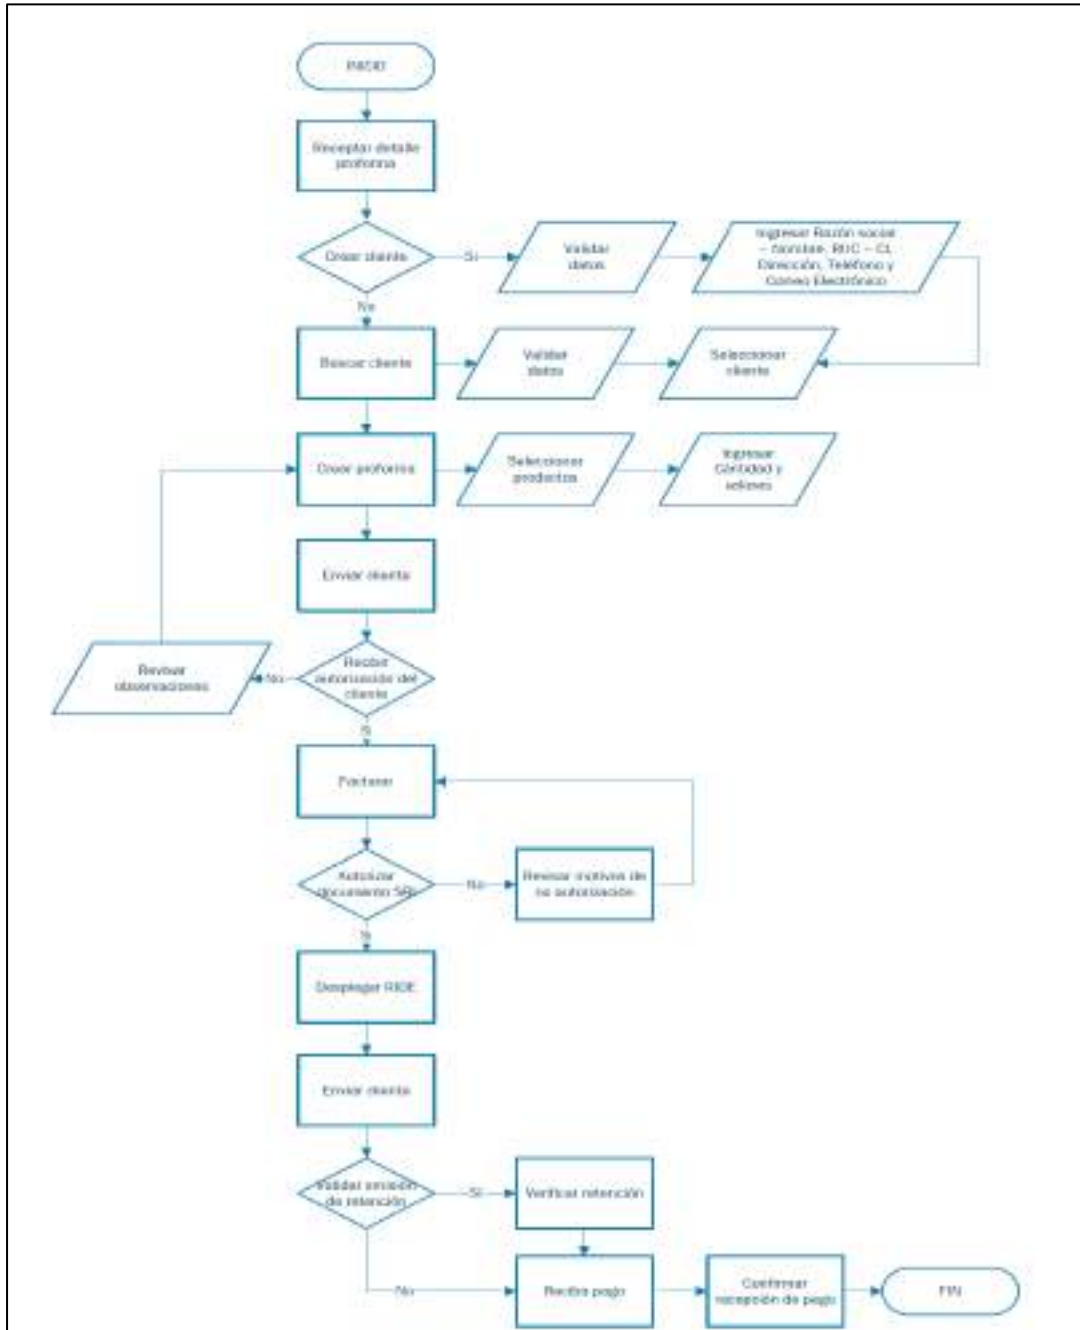 INICIO
Receptar detalle
proforma
Crear cliente
Si
Validar
datos
Ingresar Razón social
– Nombre, RUC – CI,
Dirección, Teléfono y
Correo Electrónico
No
Buscar cliente
Validar
datos
Seleccionar
cliente
Crear proforma
Seleccionar
productos
Ingresar
Cantidad y
valores
Enviar cliente
Recibir
autorización del
cliente
No
Revisar
observaciones
Si
Facturar
Autorizar
documento SRI
No
Revisar motivos de
no autorización
Si
Desplegar RIDE
Enviar cliente
Validar emisión
de retención
Si
Verificar retención
No
Recibir pago
Confirmar
recepción de pago
FIN